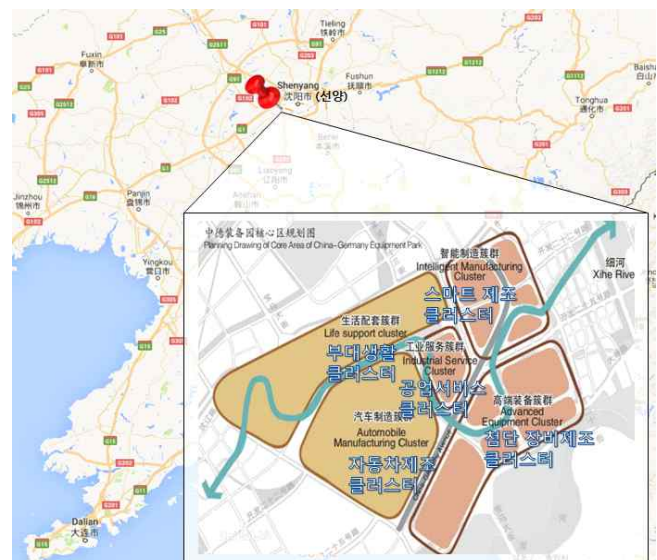 Tieling
铁岭市
Fuxin
阜新市
Shenyang
沈阳市 (선양)
Fushun
抚顺市
Baisha
白山市
Tonghua
通化市
Benxi
本溪市
Liaoyang
辽阳市
Anshan
鞍山市
Panjin
盘锦市
Jinzhou
锦州市
Yingkou
营口市
Dalian
大连市
中德装备园核心区规划图
Planning Drawing of Core Area of China-Germany Equipment Park
智能制造簇群
Intelligent Manufacturing
Cluster
스마트 제조
클러스터
细河
Xihe Rive
生活配套簇群
Life support cluster
부대생활
클러스터
工业服务簇群
Industrial Service
Cluster
공업서비스
클러스터
高端装备簇群
Advanced
Equipment Cluster
첨단 장비제조
클러스터
汽车制造簇群
Automobile
Manufacturing Cluster
자동차제조
클러스터